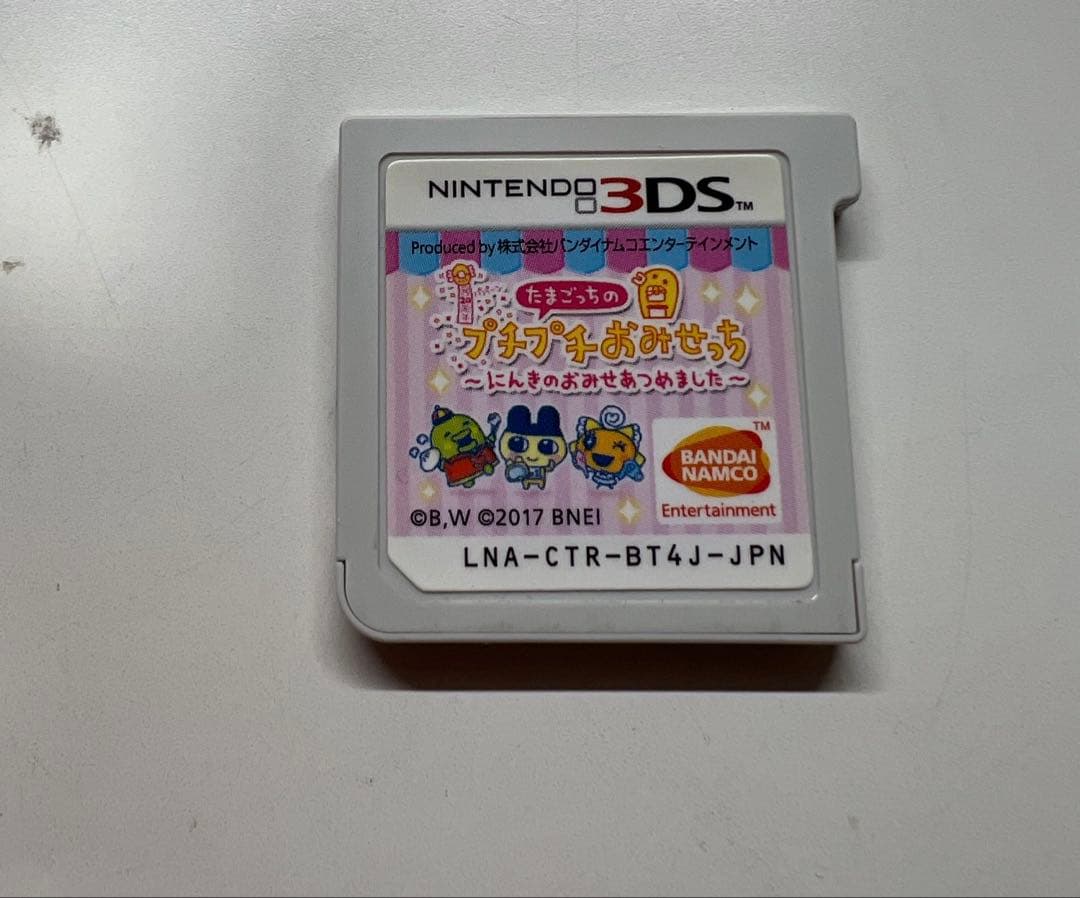 NINTENDO 3DS TM
Produced by 株式会社バンダイナムコエンターテインメント
たまごっちの
プチプチおみせっち
～にんきのおみせあつめました～
TM
BANDAI
NAMCO
Entertainment
©B,W ©2017 BNEI
LNA-CTR-BT4J-JPN